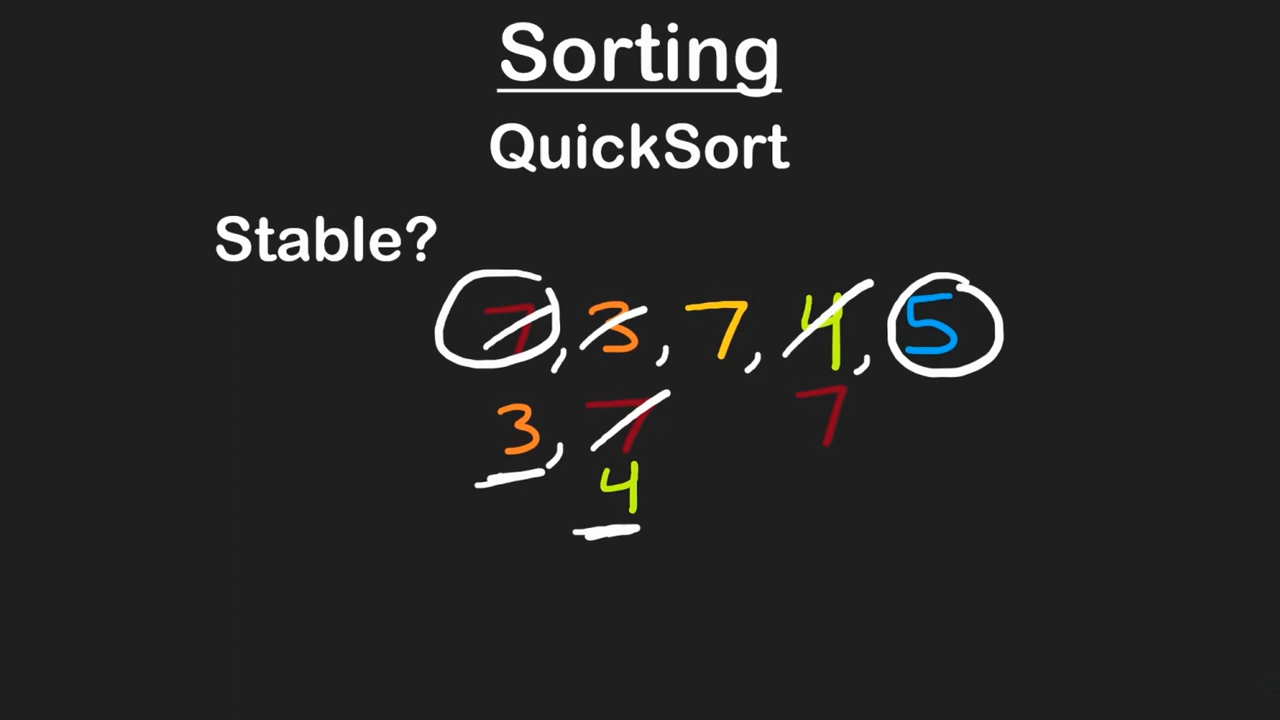 Sorting
QuickSort
Stable?
7, 3, 7, 4, 5
3, 7 7
4